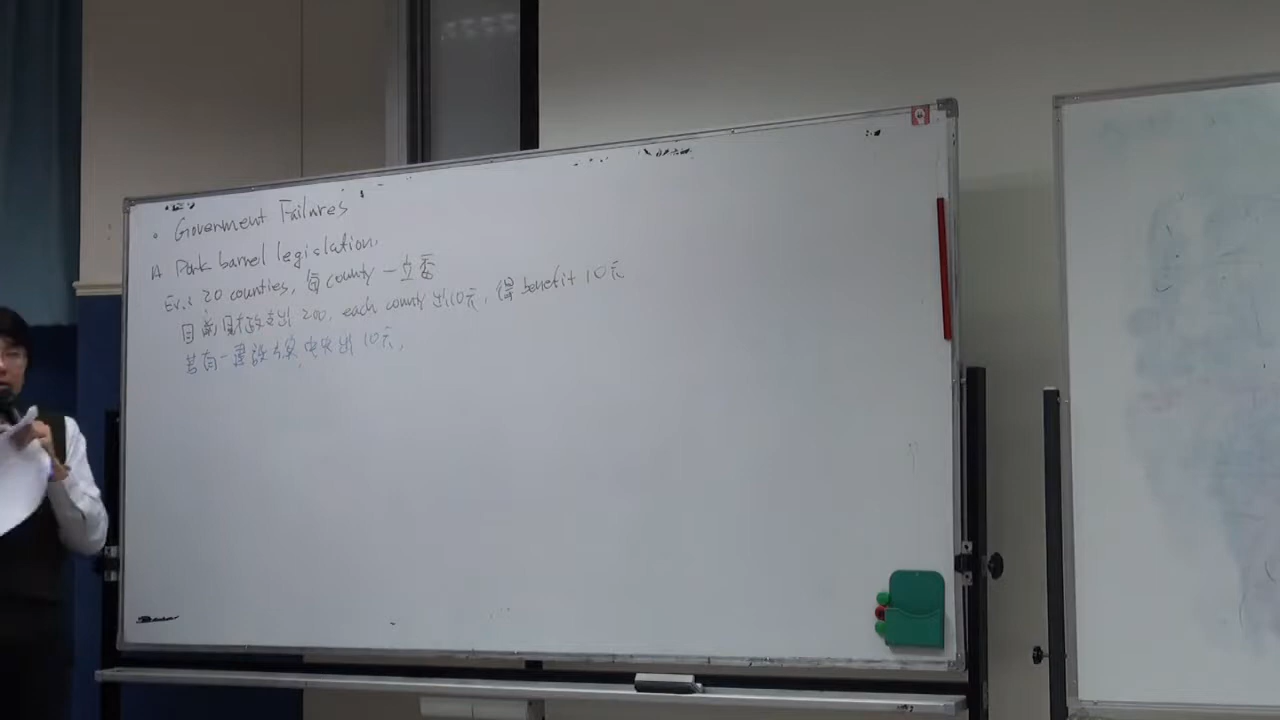 • Goverment Failures
A Pork barrel legislation.
Ex: 20 counties, 每 county 一立委
目前財政支出 200, each county 出10元, 得 benefit 10元
若有一建設方案 中央出 10元,